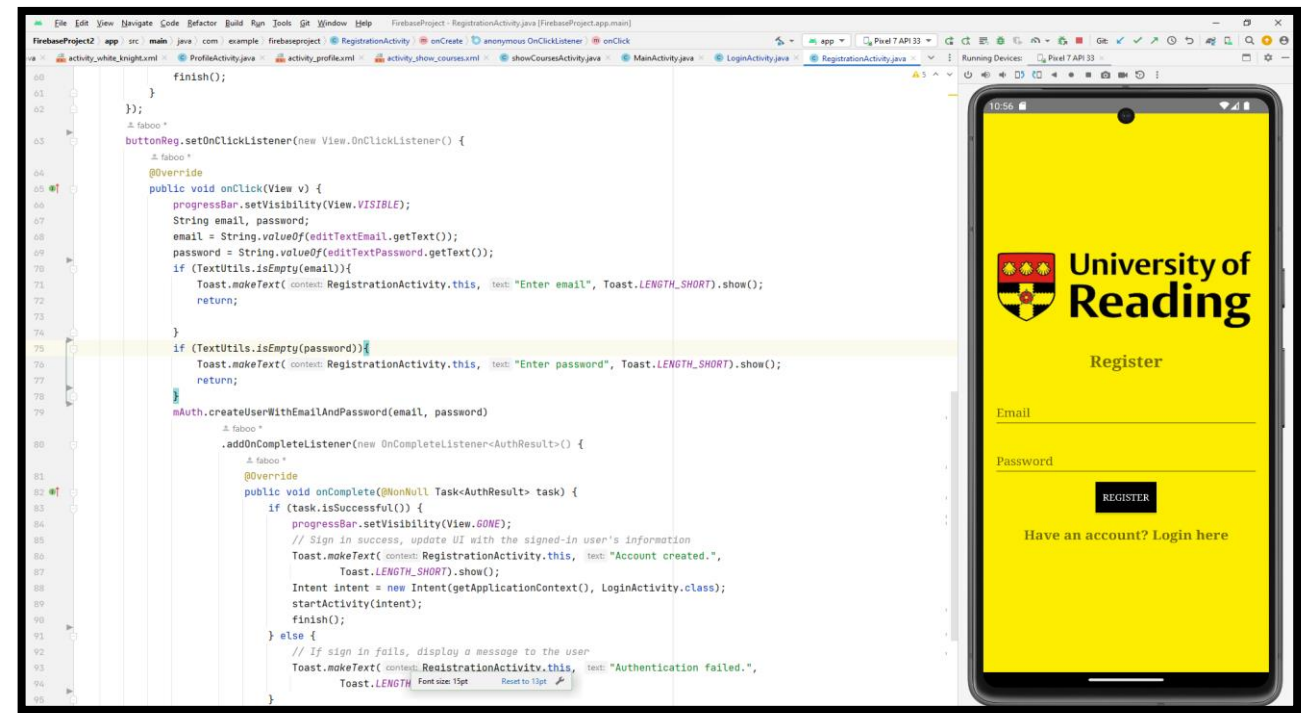 File Edit View Navigate Code Refactor Build Run Tools Git Window Help FirebaseProject - RegistrationActivity.java [FirebaseProject.app.main]
FirebaseProject2 app src main java com example firebaseproject RegistrationActivity onCreate anonymous OnClickListener onClick app Pixel 7 API 33 Git:
activity_white_knight.xml ProfileActivity.java activity_profile.xml activity_show_courses.xml showCoursesActivity.java MainActivity.java LoginActivity.java RegistrationActivity.java Running Devices: Pixel 7 API 33
60 finish();
5
61 }
62 });
faboo *
63 buttonReg.setOnClickListener(new View.OnClickListener() {
faboo *
64 @Override
65 public void onClick(View v) {
66 progressBar.setVisibility(View.VISIBLE);
67 String email, password;
68 email = String.valueOf(editTextEmail.getText());
69 password = String.valueOf(editTextPassword.getText());
70 if (TextUtils.isEmpty(email)){
71 Toast.makeText( context: RegistrationActivity.this, text: "Enter email", Toast.LENGTH_SHORT).show();
72 return;
73
74 }
75 if (TextUtils.isEmpty(password)){
76 Toast.makeText( context: RegistrationActivity.this, text: "Enter password", Toast.LENGTH_SHORT).show();
77 return;
78 }
79 mAuth.createUserWithEmailAndPassword(email, password)
faboo *
80 .addOnCompleteListener(new OnCompleteListener<AuthResult>() {
faboo *
81 @Override
82 public void onComplete(@NonNull Task<AuthResult> task) {
83 if (task.isSuccessful()) {
84 progressBar.setVisibility(View.GONE);
85 // Sign in success, update UI with the signed-in user's information
86 Toast.makeText( context: RegistrationActivity.this, text: "Account created.",
87 Toast.LENGTH_SHORT).show();
88 Intent intent = new Intent(getApplicationContext(), LoginActivity.class);
89 startActivity(intent);
90 finish();
91 } else {
92 // If sign in fails, display a message to the user
93 Toast.makeText( context: RegistrationActivity.this, text: "Authentication failed.",
94 Toast.LENGTH
Font size: 15pt Reset to 13pt
95 }
10:56
University of
Reading
Register
Email
Password
REGISTER
Have an account? Login here